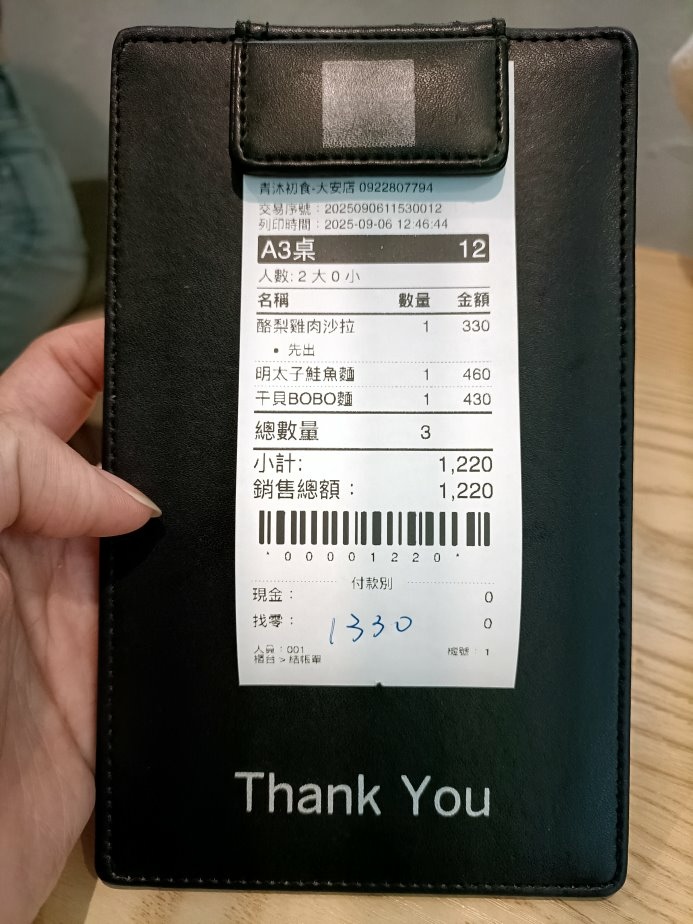 青沐初食-大安店 0922807794
交易序號：2025090611530012
列印時間：2025-09-06 12:46:44
A3桌 12
人數: 2 大 0 小
名稱 數量 金額
酪梨雞肉沙拉 1 330
• 先出
明太子鮭魚麵 1 460
干貝BOBO麵 1 430
總數量 3
小計: 1,220
銷售總額： 1,220
*00001220*
付款別
現金： 0
找零： 0
1330
人員：001 機號：1
櫃台 > 結帳單
Thank You